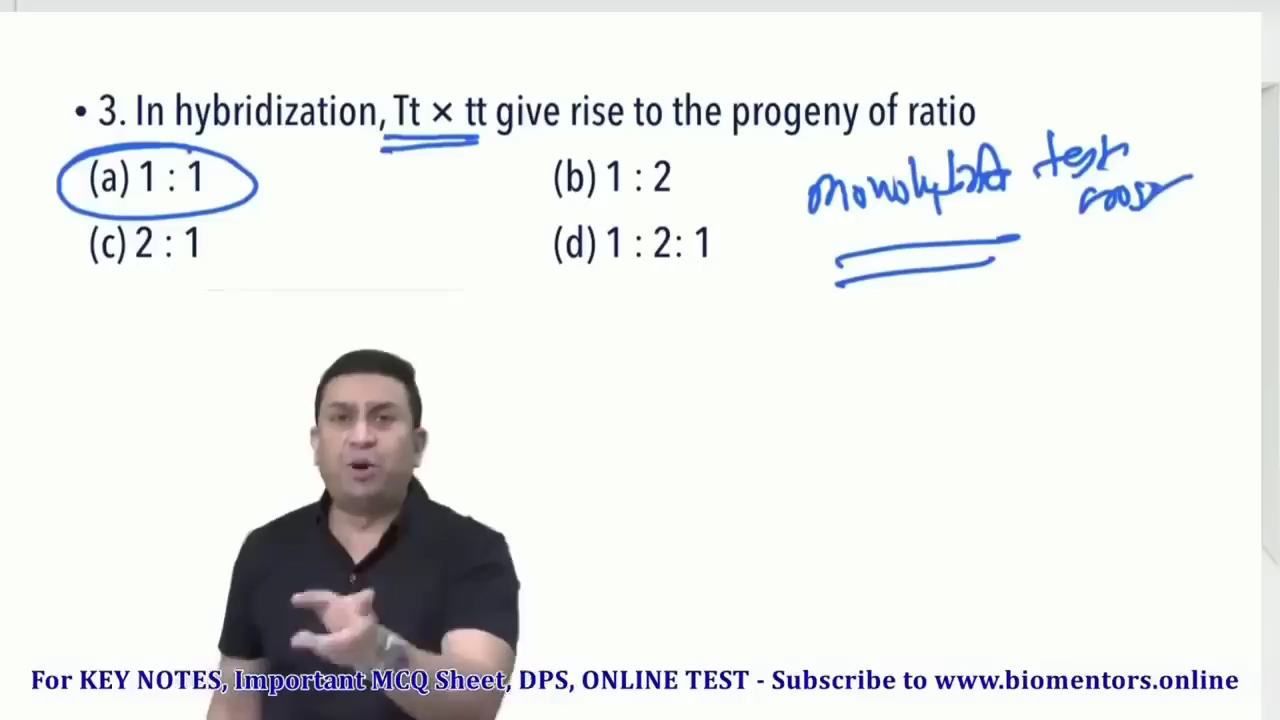 • 3. In hybridization, Tt × tt give rise to the progeny of ratio
(a) 1 : 1 (b) 1 : 2
(c) 2 : 1 (d) 1 : 2: 1
monohybrid test
cross
For KEY NOTES, Important MCQ Sheet, DPS, ONLINE TEST - Subscribe to www.biomentors.online